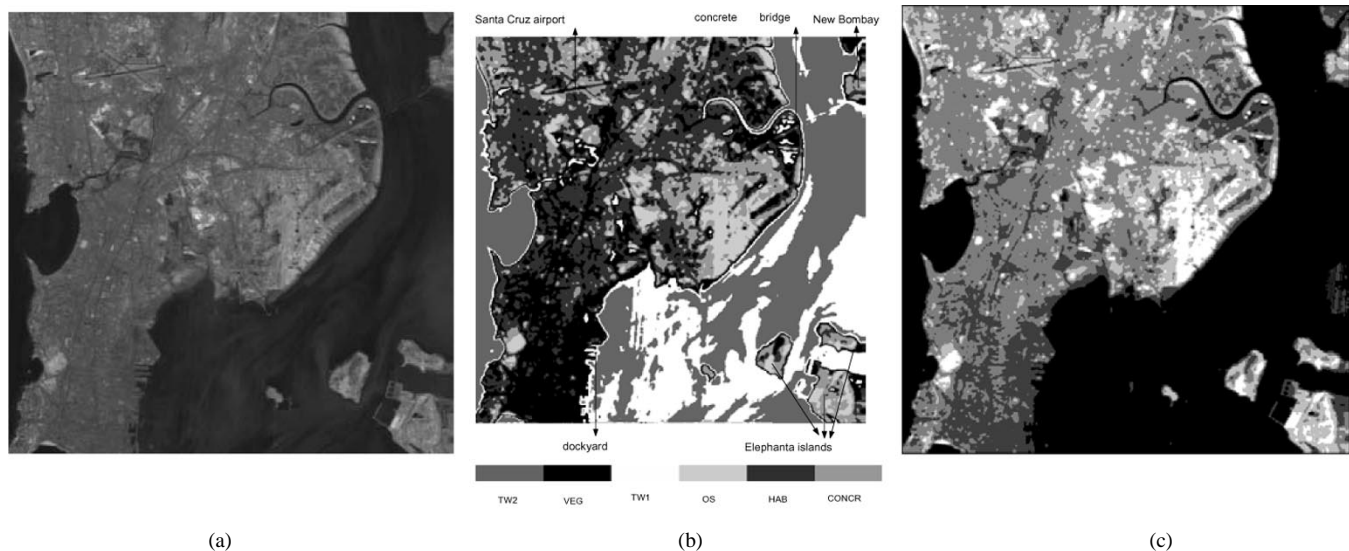 Santa Cruz airport
concrete
bridge
New Bombay
dockyard
Elephanta islands
TW2
VEG
TW1
OS
HAB
CONCR
(a)
(b)
(c)